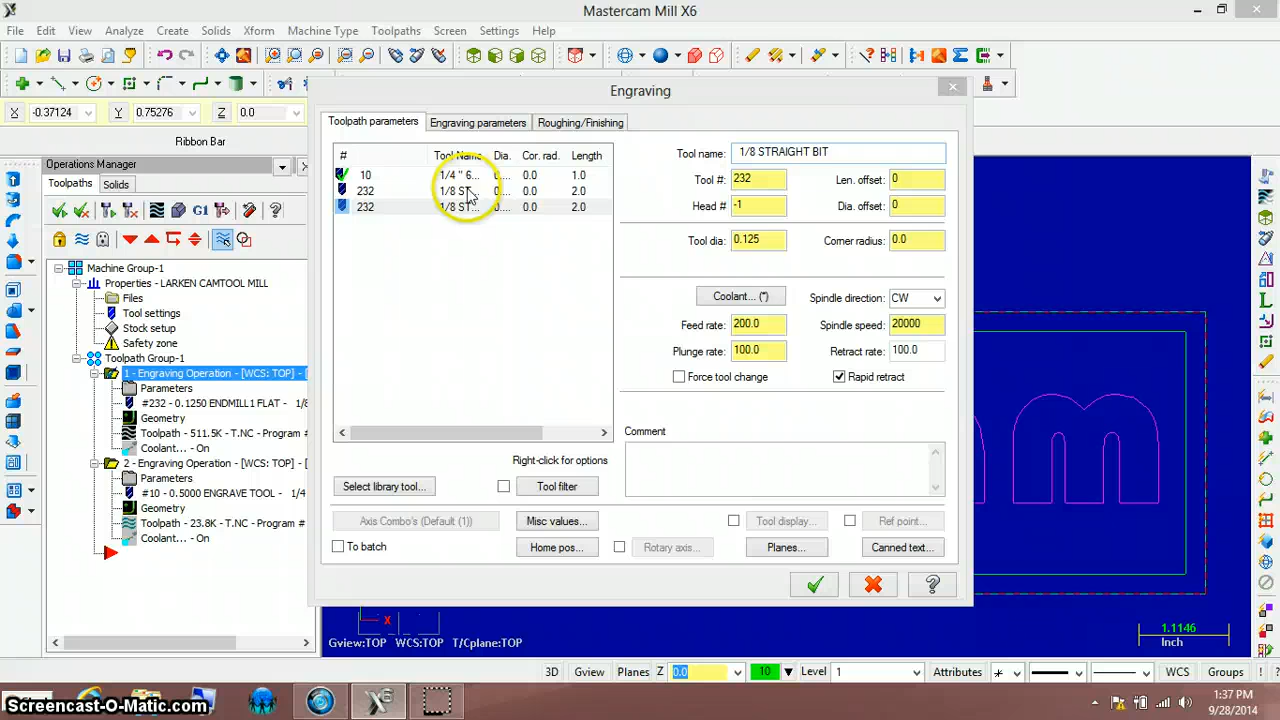 Mastercam Mill X6
File Edit View Analyze Create Solids Xform Machine Type Toolpaths Screen Settings Help
X -0.37124 Y 0.75276 Z 0.0
Ribbon Bar
Operations Manager
Toolpaths Solids
G1
Machine Group-1
Properties - LARKEN CAMTOOL MILL
Files
Tool settings
Stock setup
Safety zone
Toolpath Group-1
1 - Engraving Operation - [WCS: TOP] - [
Parameters
#232 - 0.1250 ENDMILL1 FLAT - 1/8
Geometry
Toolpath - 511.5K - T.NC - Program #
Coolant... - On
2 - Engraving Operation - [WCS: TOP] - [
Parameters
#10 - 0.5000 ENGRAVE TOOL - 1/4
Geometry
Toolpath - 23.8K - T.NC - Program #
Coolant... - On
Engraving
Toolpath parameters Engraving parameters Roughing/Finishing
# Tool Name Dia. Cor. rad. Length
10 1/4 " 6... 0.... 0.0 1.0
232 1/8 ST... 0.... 0.0 2.0
232 1/8 ST... 0.... 0.0 2.0
Tool name: 1/8 STRAIGHT BIT
Tool #: 232 Len. offset: 0
Head # -1 Dia. offset: 0
Tool dia: 0.125 Corner radius: 0.0
Coolant... (*) Spindle direction: CW
Feed rate: 200.0 Spindle speed: 20000
Plunge rate: 100.0 Retract rate: 100.0
Force tool change Rapid retract
Comment
Right-click for options
Select library tool... Tool filter
Axis Combo's (Default (1)) Misc values... Tool display... Ref point...
To batch Home pos... Rotary axis... Planes... Canned text...
m
X
Gview:TOP WCS:TOP T/Cplane:TOP
1.1146
Inch
3D Gview Planes Z 0.0 10 Level 1 Attributes WCS Groups ?
Screencast-O-Matic.com
1:37 PM
9/28/2014